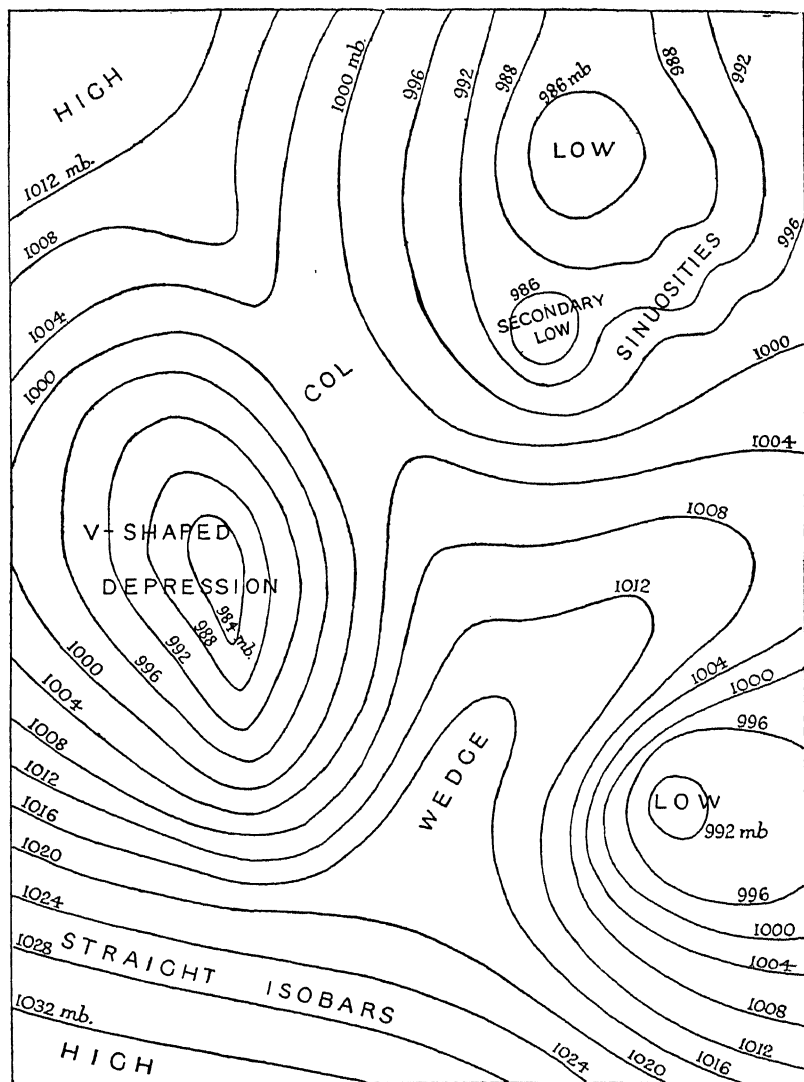 HIGH
1012 mb.
1008
1004
1000
1000 mb.
996
992
988
986 mb
LOW
988
992
996
986
SECONDARY
LOW
SINUOSITIES
1000
1004
COL
1008
1012
V-SHAPED
DEPRESSION
984 mb.
988
992
996
1000
1004
1008
1012
1016
1020
1024
1028
1032 mb.
WEDGE
1004
1000
996
LOW
992 mb
996
1000
1004
1008
1012
1016
1020
1024
STRAIGHT ISOBARS
HIGH